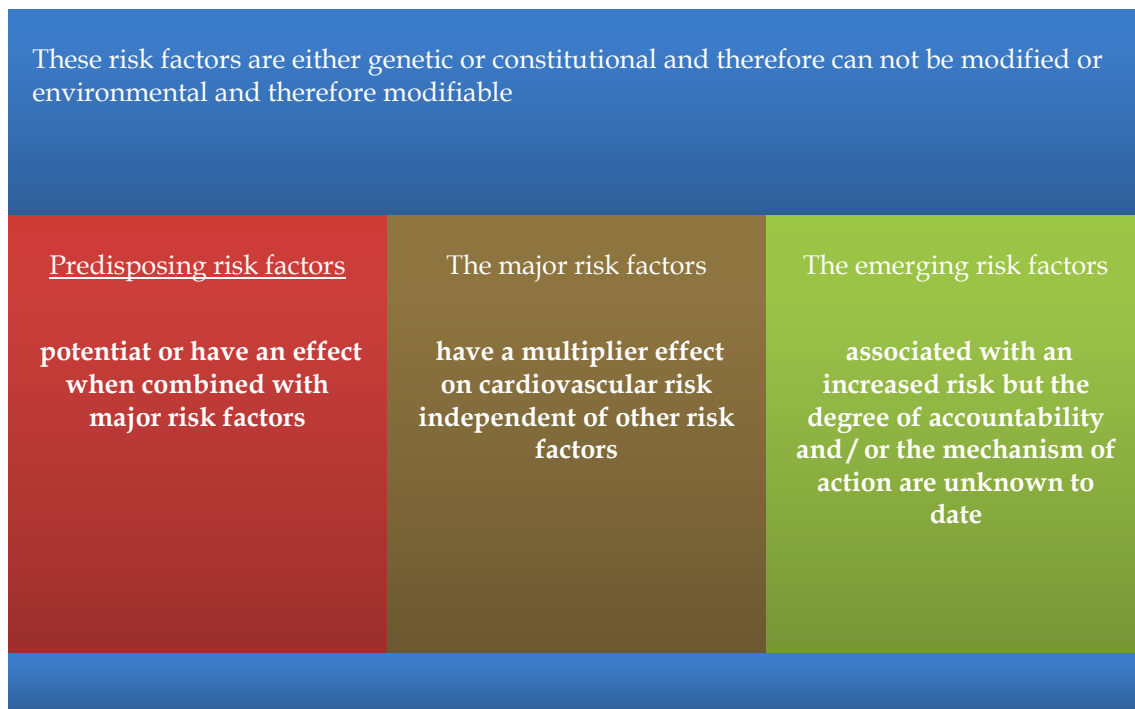 These risk factors are either genetic or constitutional and therefore can not be modified or
environmental and therefore modifiable
Predisposing risk factors
potentiat or have an effect
when combined with
major risk factors
The major risk factors
have a multiplier effect
on cardiovascular risk
independent of other risk
factors
The emerging risk factors
associated with an
increased risk but the
degree of accountability
and / or the mechanism of
action are unknown to
date